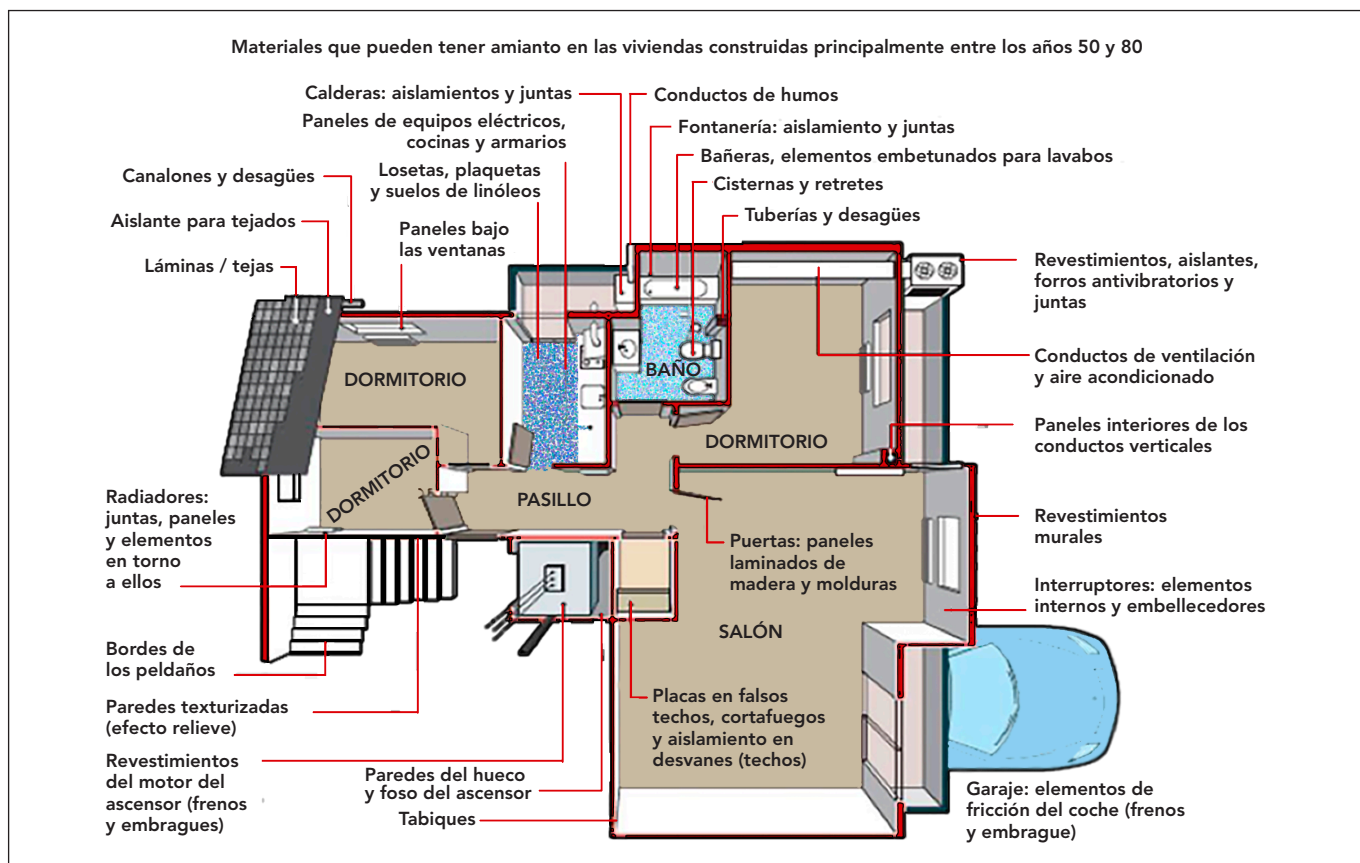 Materiales que pueden tener amianto en las viviendas construidas principalmente entre los años 50 y 80
Calderas: aislamientos y juntas
Conductos de humos
Paneles de equipos eléctricos,
cocinas y armarios
Fontanería: aislamiento y juntas
Bañeras, elementos embetunados para lavabos
Losetas, plaquetas
y suelos de linóleos
Canalones y desagües
Cisternas y retretes
Aislante para tejados
Tuberías y desagües
Paneles bajo
las ventanas
Láminas / tejas
Revestimientos, aislantes,
forros antivibratorios y
juntas
Conductos de ventilación
y aire acondicionado
DORMITORIO
BAÑO
Paneles interiores de los
conductos verticales
DORMITORIO
DORMITORIO
PASILLO
Radiadores:
juntas, paneles
y elementos
en torno
a ellos
Revestimientos
murales
Puertas: paneles
laminados de
madera y molduras
Interruptores: elementos
internos y embellecedores
SALÓN
Bordes de
los peldaños
Paredes texturizadas
(efecto relieve)
Placas en falsos
techos, cortafuegos
y aislamiento en
desvanes (techos)
Revestimientos
del motor del
ascensor (frenos
y embragues)
Paredes del hueco
y foso del ascensor
Tabiques
Garaje: elementos de
fricción del coche (frenos
y embrague)